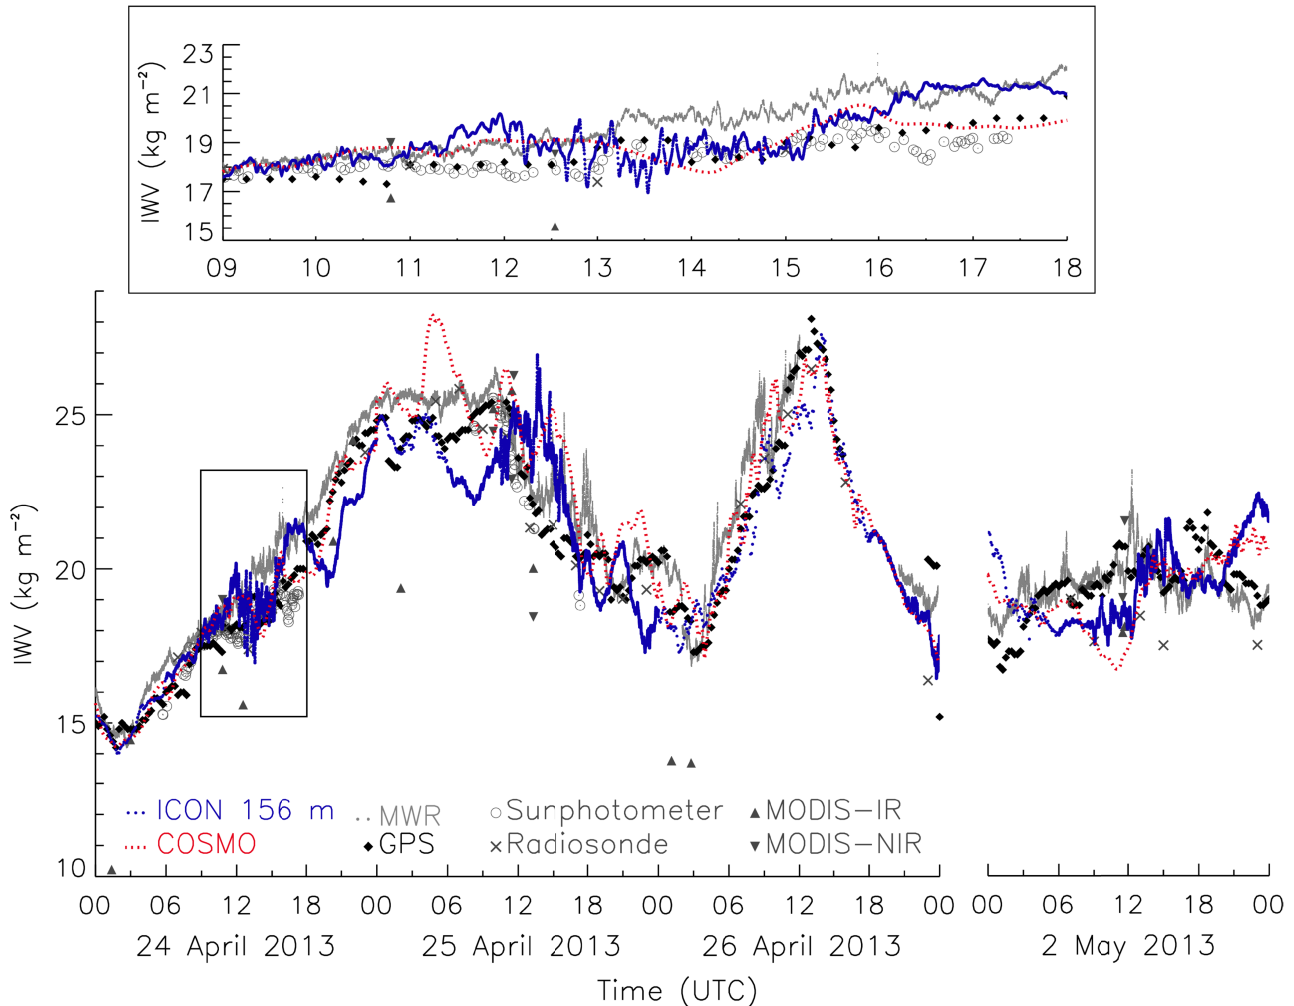 23
21
19
17
15
IWV (kg m⁻²)
09 10 11 12 13 14 15 16 17 18
25
20
15
10
IWV (kg m⁻²)
ICON 156 m MWR Sunphotometer MODIS-IR
COSMO GPS Radiosonde MODIS-NIR
00 06 12 18 00 06 12 18 00 06 12 18 00 00 06 12 18 00
24 April 2013 25 April 2013 26 April 2013 2 May 2013
Time (UTC)